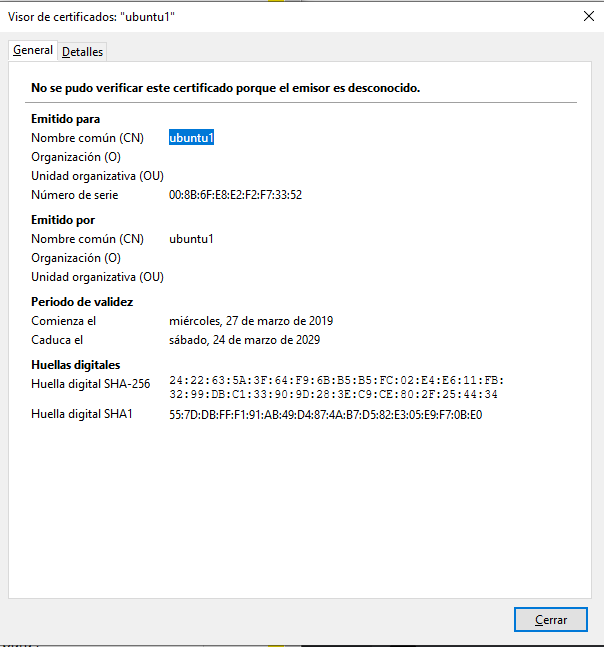 Visor de certificados: "ubuntu1"
General Detalles
No se pudo verificar este certificado porque el emisor es desconocido.
Emitido para
Nombre común (CN) ubuntu1
Organización (O)
Unidad organizativa (OU)
Número de serie 00:8B:6F:E8:E2:F2:F7:33:52
Emitido por
Nombre común (CN) ubuntu1
Organización (O)
Unidad organizativa (OU)
Periodo de validez
Comienza el miércoles, 27 de marzo de 2019
Caduca el sábado, 24 de marzo de 2029
Huellas digitales
Huella digital SHA-256 24:22:63:5A:3F:64:F9:6B:B5:B5:FC:02:E4:E6:11:FB:
32:99:DB:C1:33:90:9D:28:3E:C9:CE:80:2F:25:44:34
Huella digital SHA1 55:7D:DB:FF:F1:91:AB:49:D4:87:4A:B7:D5:82:E3:05:E9:F7:0B:E0
Cerrar